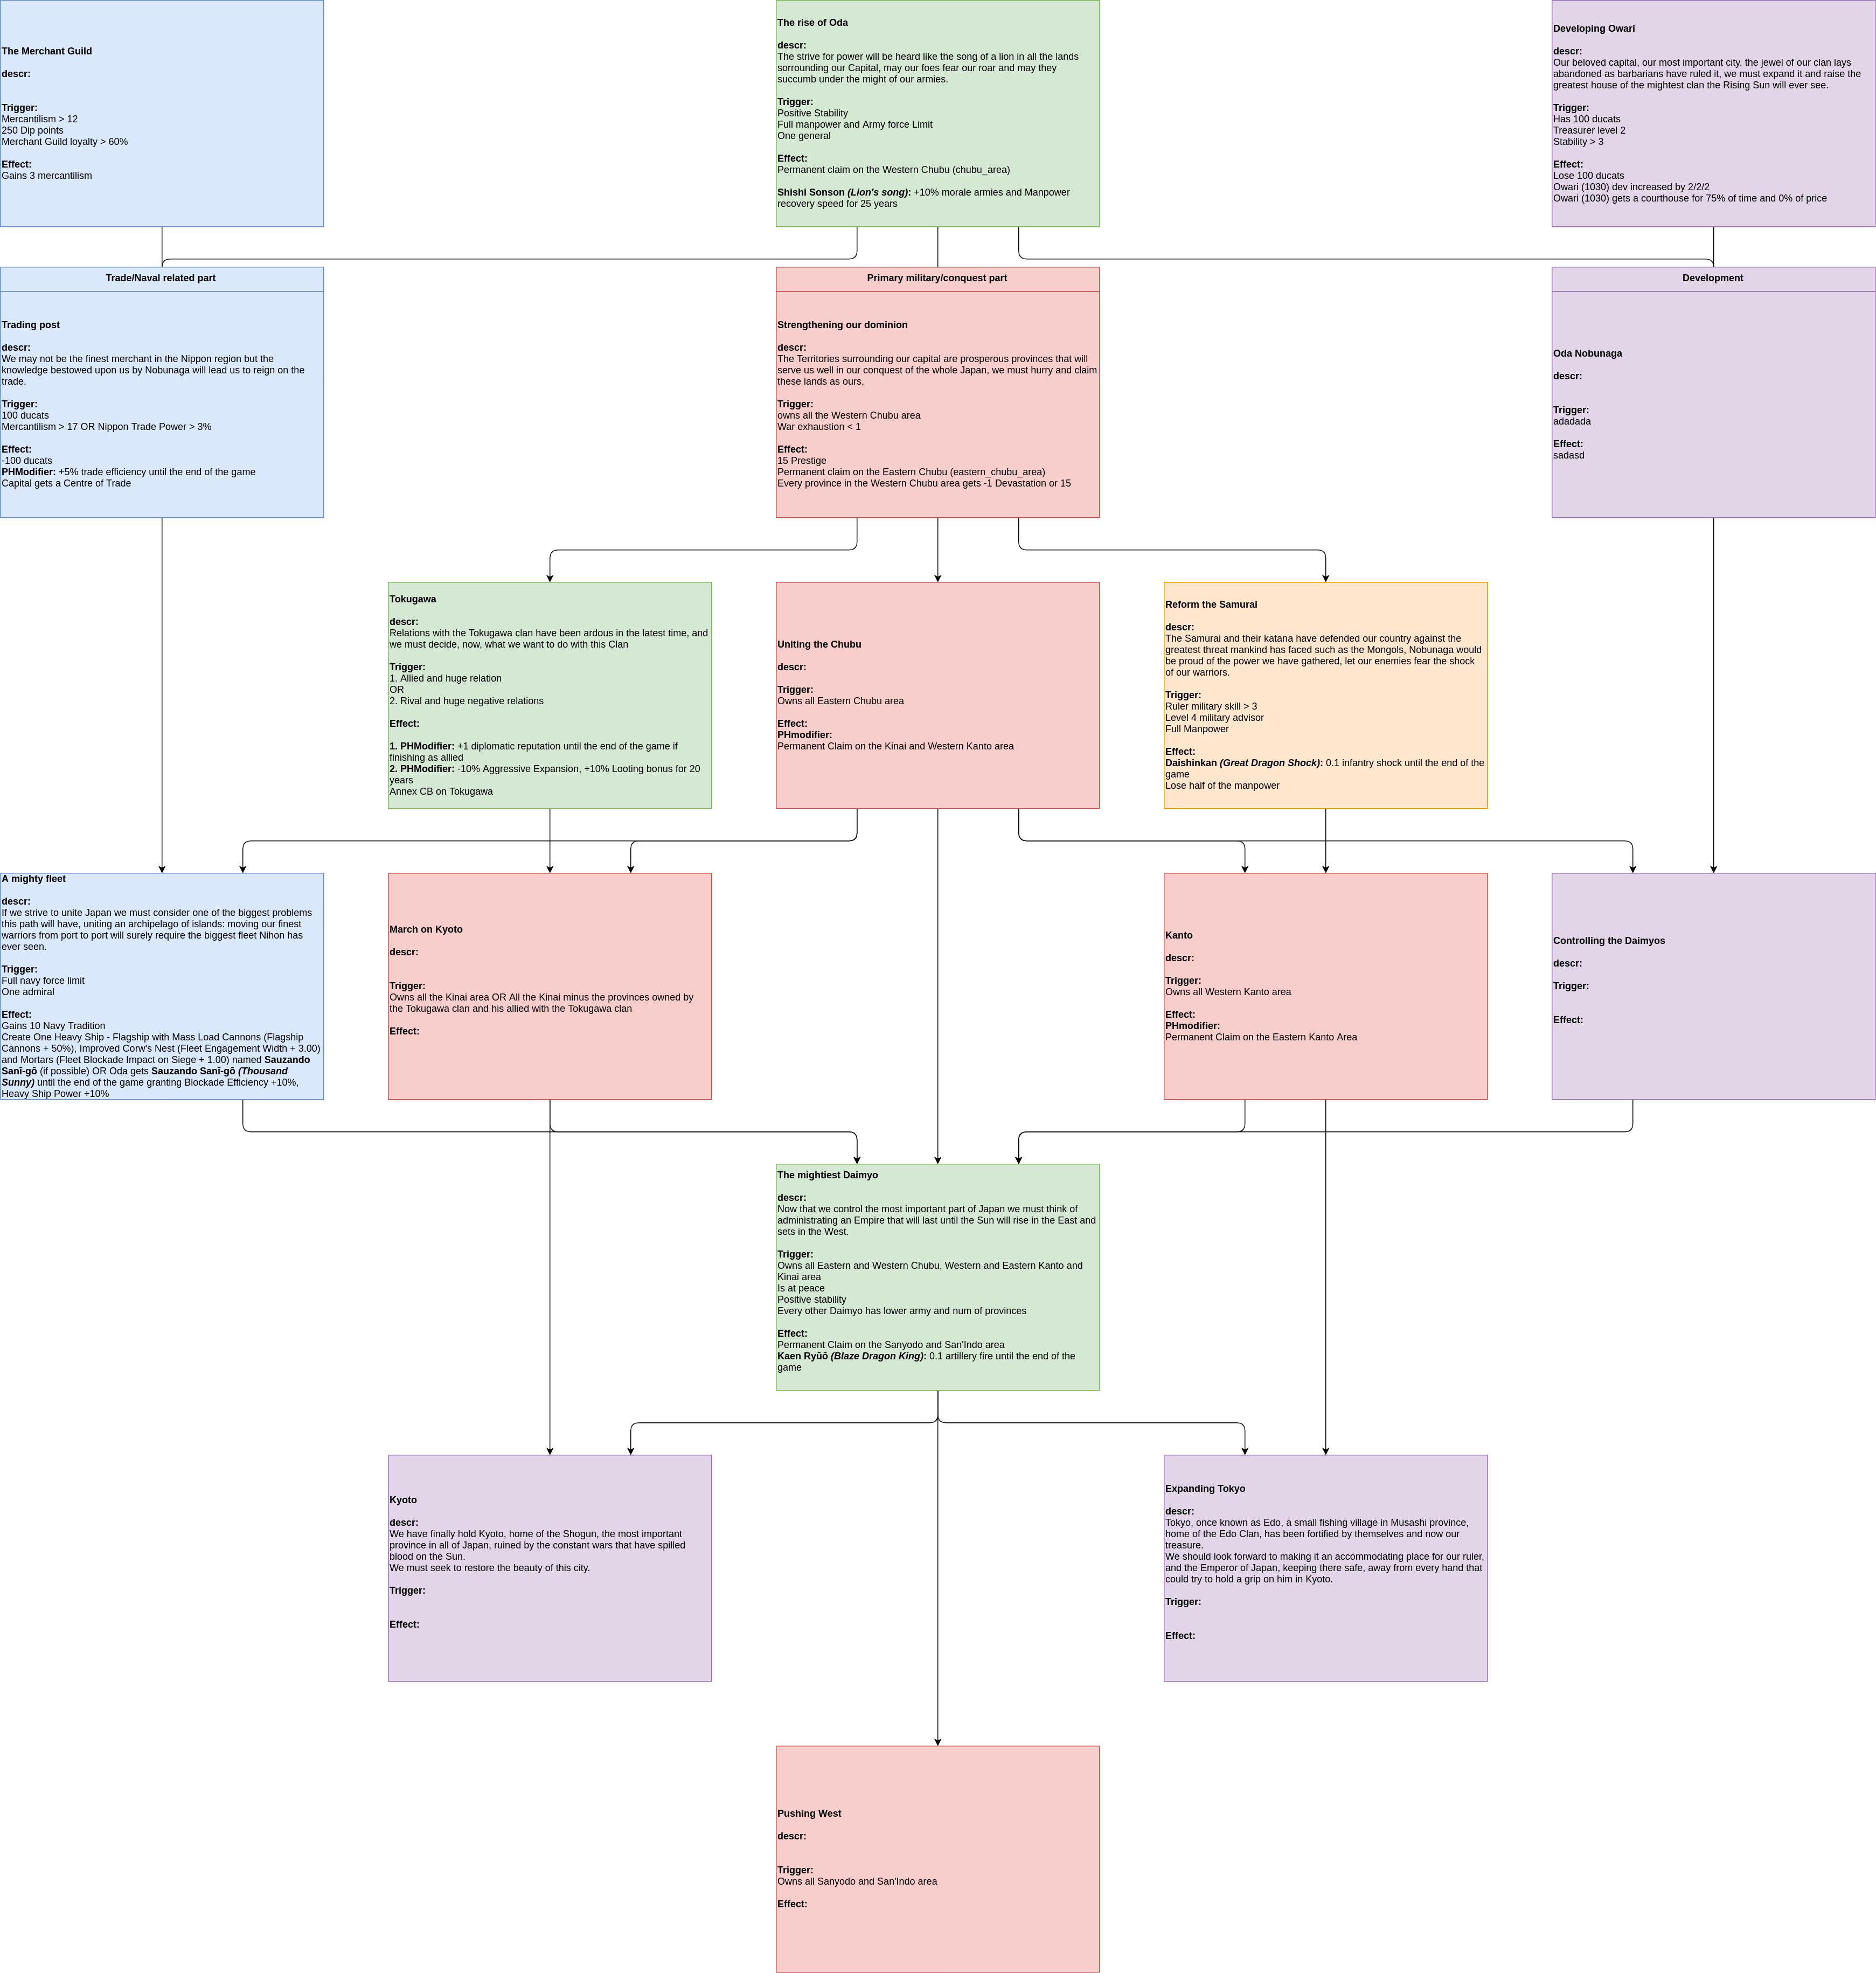 The Merchant Guild
descr:
Trigger:
Mercantilism > 12
250 Dip points
Merchant Guild loyalty > 60%
Effect:
Gains 3 mercantilism
The rise of Oda
descr:
The strive for power will be heard like the song of a lion in all the lands
sorrounding our Capital, may our foes fear our roar and may they
succumb under the might of our armies.
Trigger:
Positive Stability
Full manpower and Army force Limit
One general
Effect:
Permanent claim on the Western Chubu (chubu_area)
Shishi Sonson (Lion's song): +10% morale armies and Manpower
recovery speed for 25 years
Developing Owari
descr:
Our beloved capital, our most important city, the jewel of our clan lays
abandoned as barbarians have ruled it, we must expand it and raise the
greatest house of the mightiest clan the Rising Sun will ever see.
Trigger:
Has 100 ducats
Treasurer level 2
Stability > 3
Effect:
Lose 100 ducats
Owari (1030) dev increased by 2/2/2
Owari (1030) gets a courthouse for 75% of time and 0% of price
Trade/Naval related part
Trading post
descr:
We may not be the finest merchant in the Nippon region but the
knowledge bestowed upon us by Nobunaga will lead us to reign on the
trade.
Trigger:
100 ducats
Mercantilism > 17 OR Nippon Trade Power > 3%
Effect:
-100 ducats
PHModifier: +5% trade efficiency until the end of the game
Capital gets a Centre of Trade
Primary military/conquest part
Strengthening our dominion
descr:
The Territories surrounding our capital are prosperous provinces that will
serve us well in our conquest of the whole Japan, we must hurry and claim
these lands as ours.
Trigger:
owns all the Western Chubu area
War exhaustion < 1
Effect:
15 Prestige
Permanent claim on the Eastern Chubu (eastern_chubu_area)
Every province in the Western Chubu area gets -1 Devastation or 15
Development
Oda Nobunaga
descr:
Trigger:
adadada
Effect:
sadasd
Tokugawa
descr:
Relations with the Tokugawa clan have been ardous in the latest time, and
we must decide, now, what we want to do with this Clan
Trigger:
1. Allied and huge relation
OR
2. Rival and huge negative relations
Effect:
1. PHModifier: +1 diplomatic reputation until the end of the game if
finishing as allied
2. PHModifier: -10% Aggressive Expansion, +10% Looting bonus for 20
years
Annex CB on Tokugawa
Uniting the Chubu
descr:
Trigger:
Owns all Eastern Chubu area
Effect:
PHmodifier:
Permanent Claim on the Kinai and Western Kanto area
Reform the Samurai
descr:
The Samurai and their katana have defended our country against the
greatest threat mankind has faced such as the Mongols, Nobunaga would
be proud of the power we have gathered, let our enemies fear the shock
of our warriors.
Trigger:
Ruler military skill > 3
Level 4 military advisor
Full Manpower
Effect:
Daishinkan (Great Dragon Shock): 0.1 infantry shock until the end of the
game
Lose half of the manpower
A mighty fleet
descr:
If we strive to unite Japan we must consider one of the biggest problems
this path will have, uniting an archipelago of islands: moving our finest
warriors from port to port will surely require the biggest fleet Nihon has
ever seen.
Trigger:
Full navy force limit
One admiral
Effect:
Gains 10 Navy Tradition
Create One Heavy Ship - Flagship with Mass Load Cannons (Flagship
Cannons + 50%), Improved Corw's Nest (Fleet Engagement Width + 3.00)
and Mortars (Fleet Blockade Impact on Siege + 1.00) named Sauzando
Sanī-gō (if possible) OR Oda gets Sauzando Sanī-gō (Thousand
Sunny) until the end of the game granting Blockade Efficiency +10%,
Heavy Ship Power +10%
March on Kyoto
descr:
Trigger:
Owns all the Kinai area OR All the Kinai minus the provinces owned by
the Tokugawa clan and his allied with the Tokugawa clan
Effect:
Kanto
descr:
Trigger:
Owns all Western Kanto area
Effect:
PHmodifier:
Permanent Claim on the Eastern Kanto Area
Controlling the Daimyos
descr:
Trigger:
Effect:
The mightiest Daimyo
descr:
Now that we control the most important part of Japan we must think of
administrating an Empire that will last until the Sun will rise in the East and
sets in the West.
Trigger:
Owns all Eastern and Western Chubu, Western and Eastern Kanto and
Kinai area
Is at peace
Positive stability
Every other Daimyo has lower army and num of provinces
Effect:
Permanent Claim on the Sanyodo and San'Indo area
Kaen Ryūō (Blaze Dragon King): 0.1 artillery fire until the end of the
game
Kyoto
descr:
We have finally hold Kyoto, home of the Shogun, the most important
province in all of Japan, ruined by the constant wars that have spilled
blood on the Sun.
We must seek to restore the beauty of this city.
Trigger:
Effect:
Expanding Tokyo
descr:
Tokyo, once known as Edo, a small fishing village in Musashi province,
home of the Edo Clan, has been fortified by themselves and now our
treasure.
We should look forward to making it an accommodating place for our ruler,
and the Emperor of Japan, keeping there safe, away from every hand that
could try to hold a grip on him in Kyoto.
Trigger:
Effect:
Pushing West
descr:
Trigger:
Owns all Sanyodo and San'Indo area
Effect: